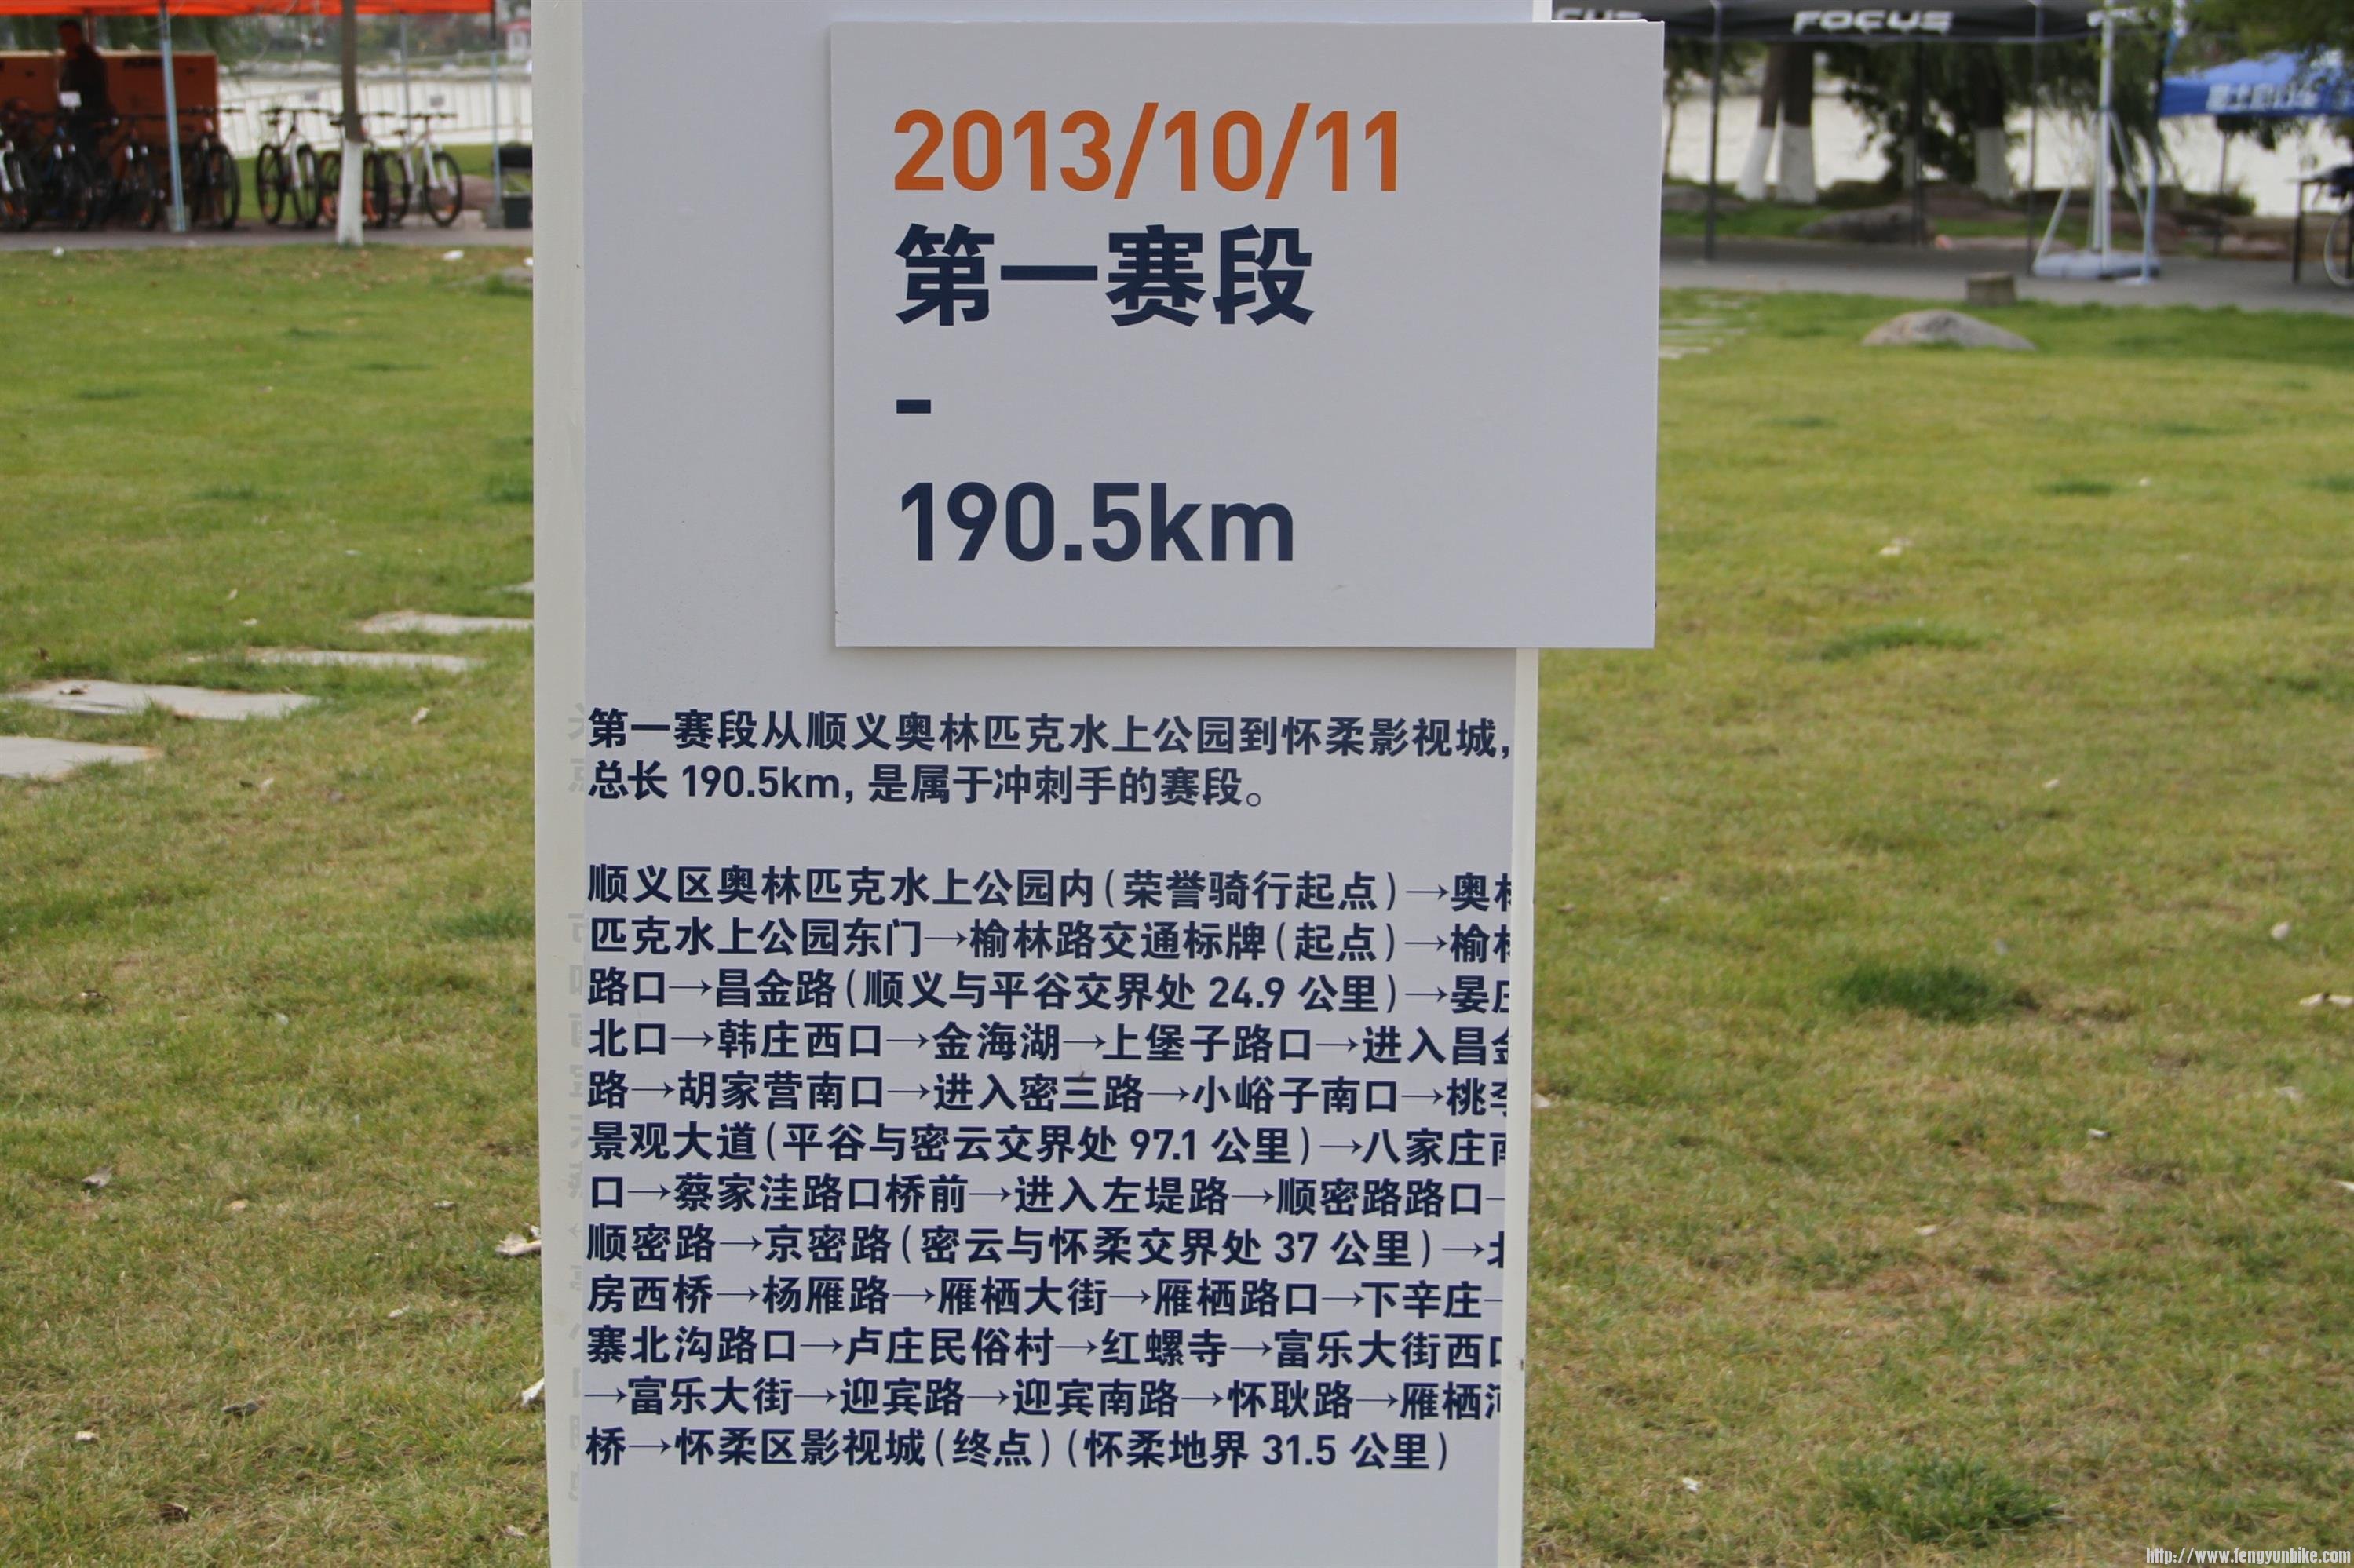 FOCUS
2013/10/11
第一赛段
-
190.5km
第一赛段从顺义奥林匹克水上公园到怀柔影视城，
总长 190.5km，是属于冲刺手的赛段。
顺义区奥林匹克水上公园内（荣誉骑行起点）→奥林
匹克水上公园东门→榆林路交通标牌（起点）→榆林
路口→昌金路（顺义与平谷交界处 24.9 公里）→晏庄
北口→韩庄西口→金海湖→上堡子路口→进入昌金
路→胡家营南口→进入密三路→小峪子南口→桃李
景观大道（平谷与密云交界处 97.1 公里）→八家庄南
口→蔡家洼路口桥前→进入左堤路→顺密路路口→
顺密路→京密路（密云与怀柔交界处 37 公里）→北
房西桥→杨雁路→雁栖大街→雁栖路口→下辛庄→
寨北沟路口→卢庄民俗村→红螺寺→富乐大街西口
→富乐大街→迎宾路→迎宾南路→怀耿路→雁栖河
桥→怀柔区影视城（终点）（怀柔地界 31.5 公里）
http://www.fengyunbike.com